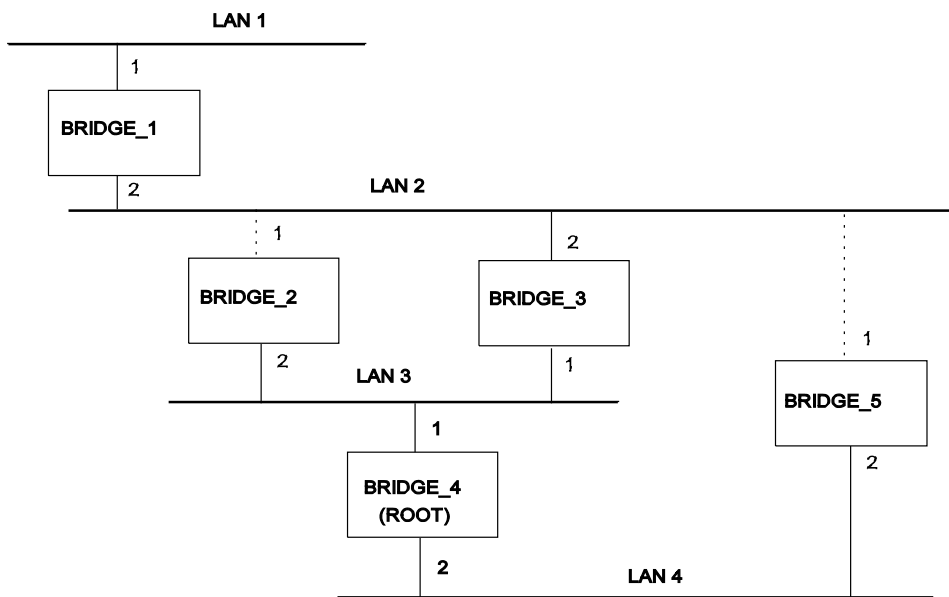 LAN 1
1
BRIDGE_1
2
LAN 2
1
2
BRIDGE_2
BRIDGE_3
1
2
1
LAN 3
BRIDGE_5
1
2
BRIDGE_4
(ROOT)
2
LAN 4